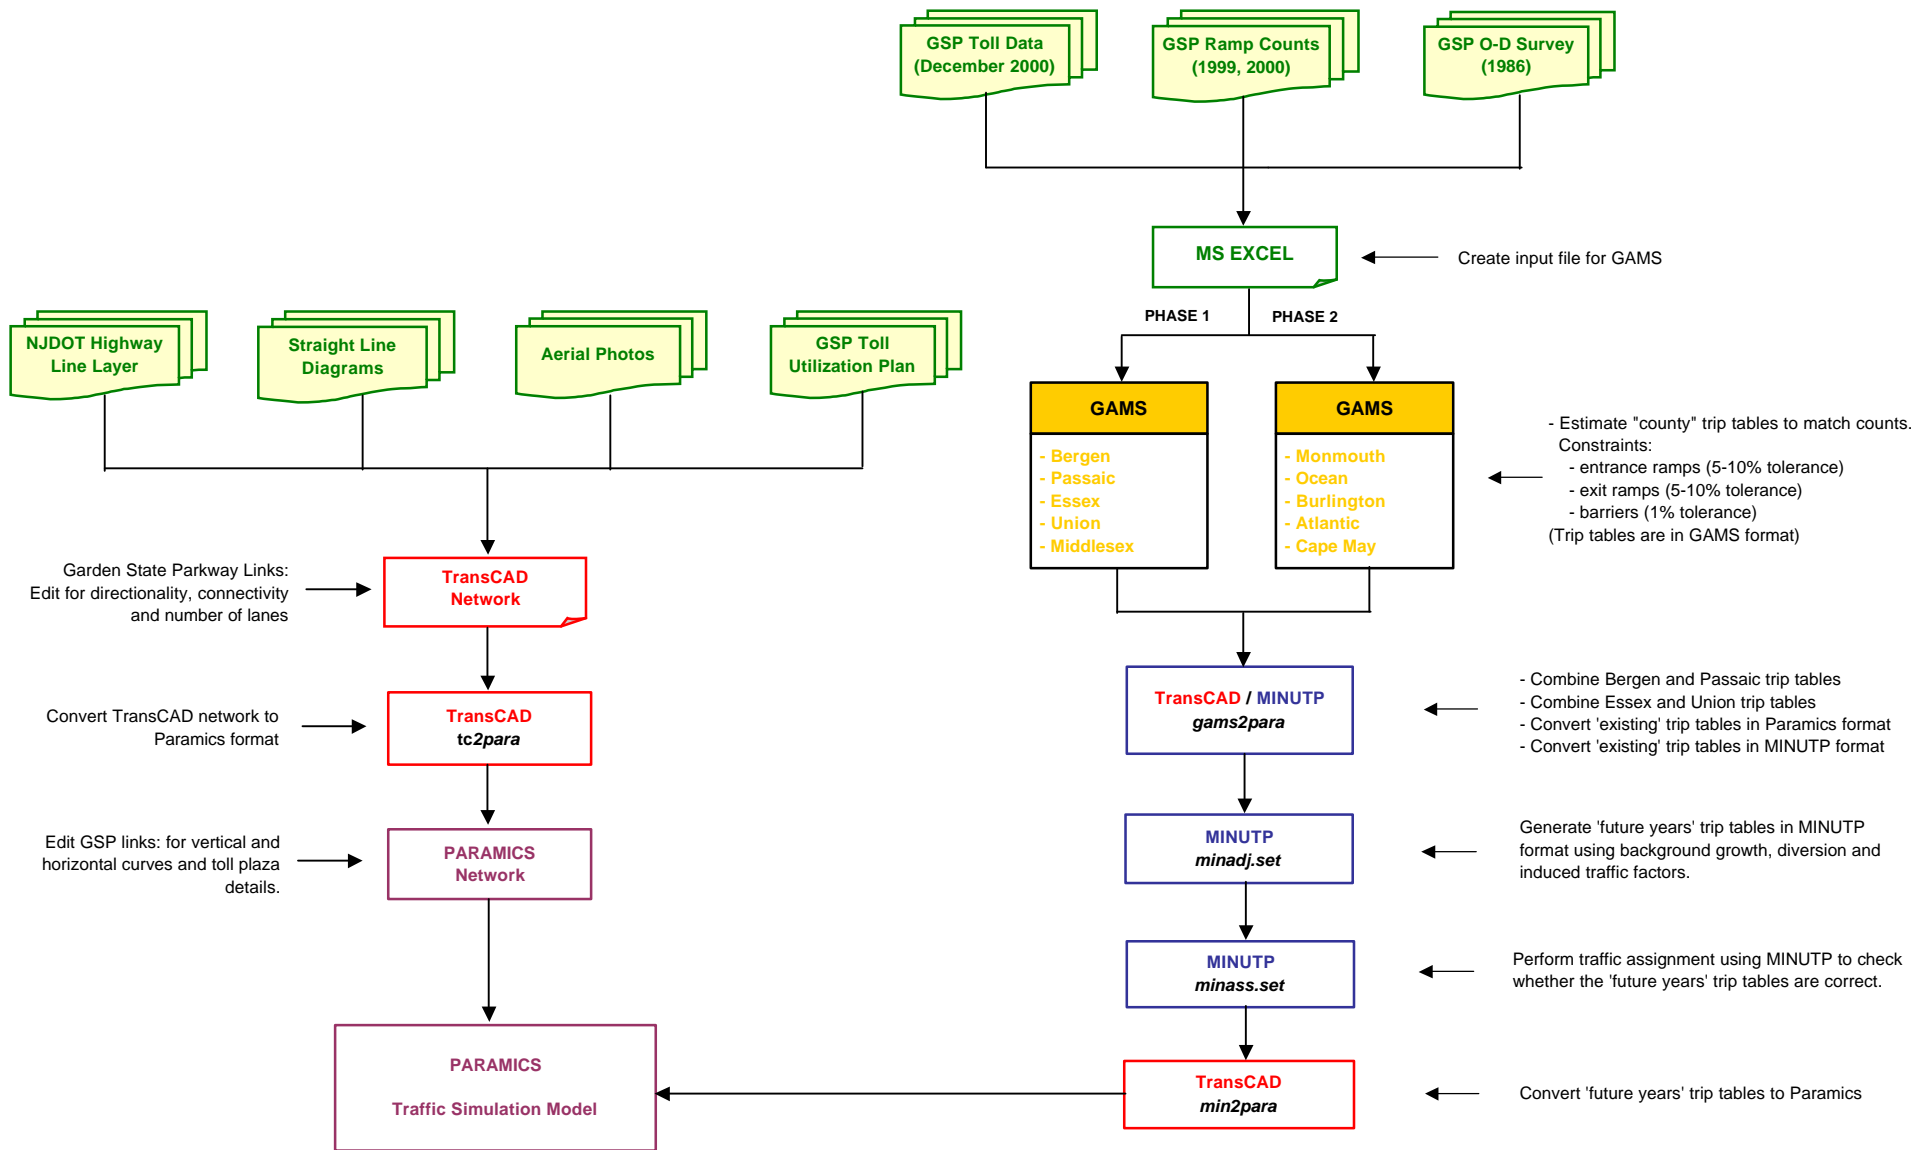 GSP Toll Data
(December 2000)
GSP Ramp Counts
(1999, 2000)
GSP O-D Survey
(1986)
MS EXCEL
Create input file for GAMS
PHASE 1
PHASE 2
NJDOT Highway
Line Layer
Straight Line
Diagrams
Aerial Photos
GSP Toll
Utilization Plan
GAMS
- Bergen
- Passaic
- Essex
- Union
- Middlesex
GAMS
- Monmouth
- Ocean
- Burlington
- Atlantic
- Cape May
- Estimate "county" trip tables to match counts.
Constraints:
- entrance ramps (5-10% tolerance)
- exit ramps (5-10% tolerance)
- barriers (1% tolerance)
(Trip tables are in GAMS format)
Garden State Parkway Links:
Edit for directionality, connectivity
and number of lanes
TransCAD
Network
Convert TransCAD network to
Paramics format
TransCAD
tc2para
TransCAD / MINUTP
gams2para
- Combine Bergen and Passaic trip tables
- Combine Essex and Union trip tables
- Convert 'existing' trip tables in Paramics format
- Convert 'existing' trip tables in MINUTP format
Edit GSP links: for vertical and
horizontal curves and toll plaza
details.
PARAMICS
Network
MINUTP
minadj.set
Generate 'future years' trip tables in MINUTP
format using background growth, diversion and
induced traffic factors.
MINUTP
minass.set
Perform traffic assignment using MINUTP to check
whether the 'future years' trip tables are correct.
PARAMICS
Traffic Simulation Model
TransCAD
min2para
Convert 'future years' trip tables to Paramics